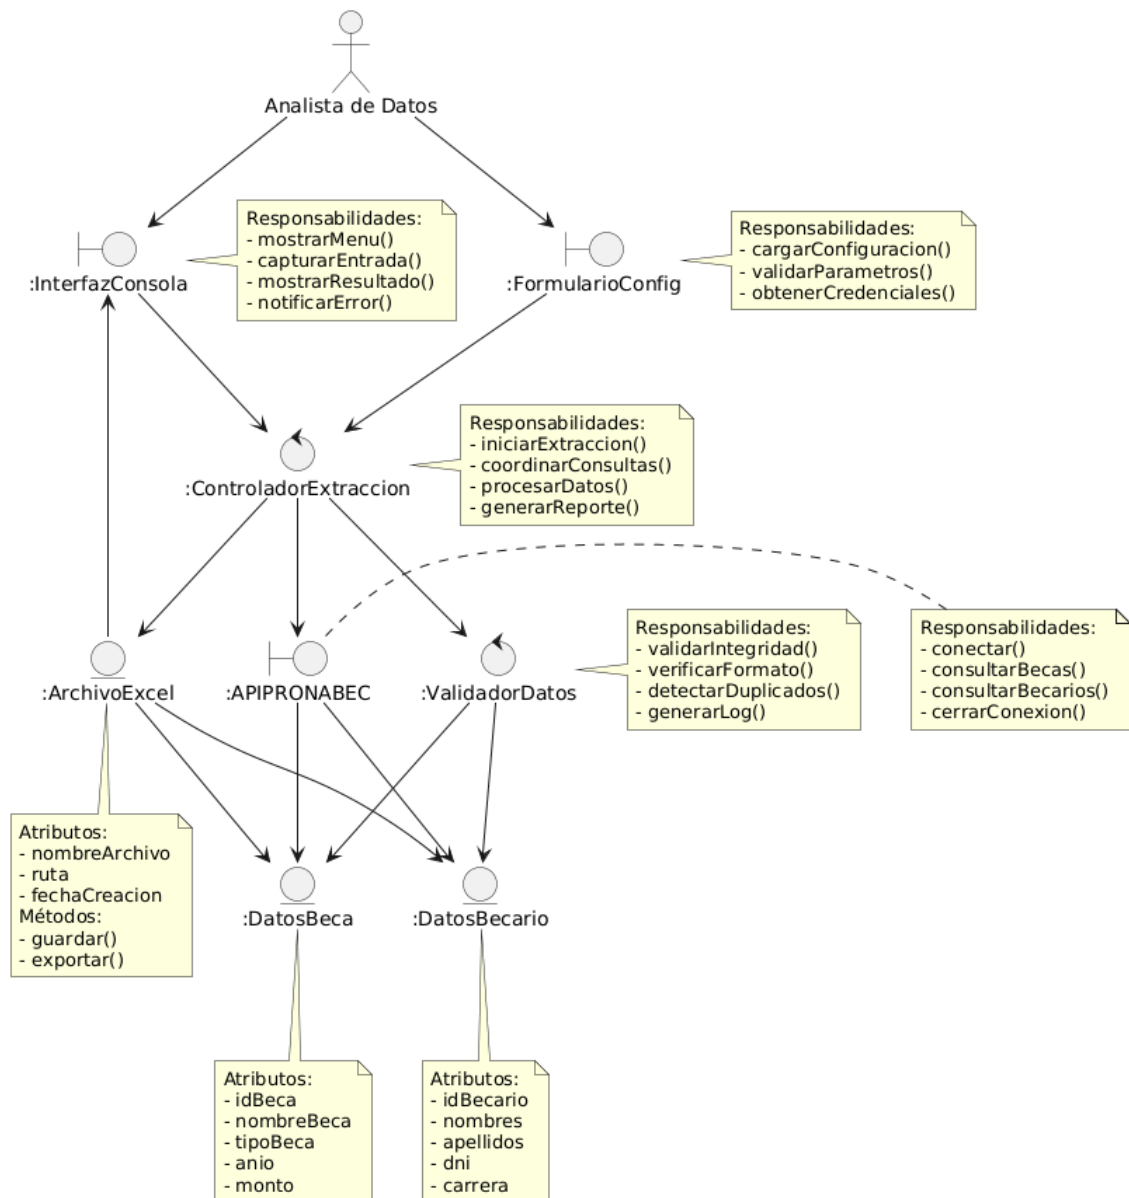 Analista de Datos
Responsabilidades:
- mostrarMenu()
- capturarEntrada()
- mostrarResultado()
- notificarError()
Responsabilidades:
- cargarConfiguracion()
- validarParametros()
- obtenerCredenciales()
:InterfazConsola
:FormularioConfig
Responsabilidades:
- iniciarExtraccion()
- coordinarConsultas()
- procesarDatos()
- generarReporte()
:ControladorExtraccion
Responsabilidades:
- validarIntegridad()
- verificarFormato()
- detectarDuplicados()
- generarLog()
Responsabilidades:
- conectar()
- consultarBecas()
- consultarBecarios()
- cerrarConexion()
:ArchivoExcel
:APIPRONABEC
:ValidadorDatos
Atributos:
- nombreArchivo
- ruta
- fechaCreacion
Métodos:
- guardar()
- exportar()
:DatosBeca
:DatosBecario
Atributos:
- idBeca
- nombreBeca
- tipoBeca
- anio
- monto
Atributos:
- idBecario
- nombres
- apellidos
- dni
- carrera